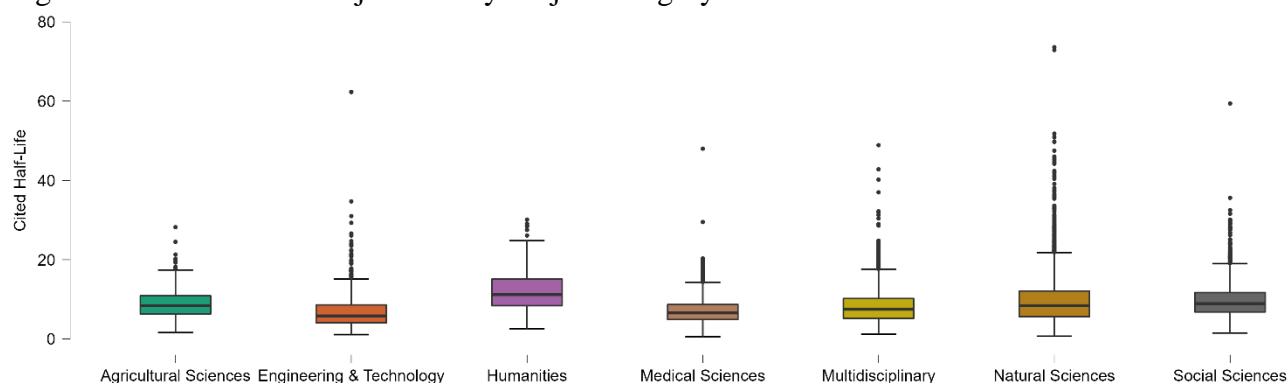 80
60
40
20
0
Cited Half-Life
Agricultural Sciences Engineering & Technology Humanities Medical Sciences Multidisciplinary Natural Sciences Social Sciences